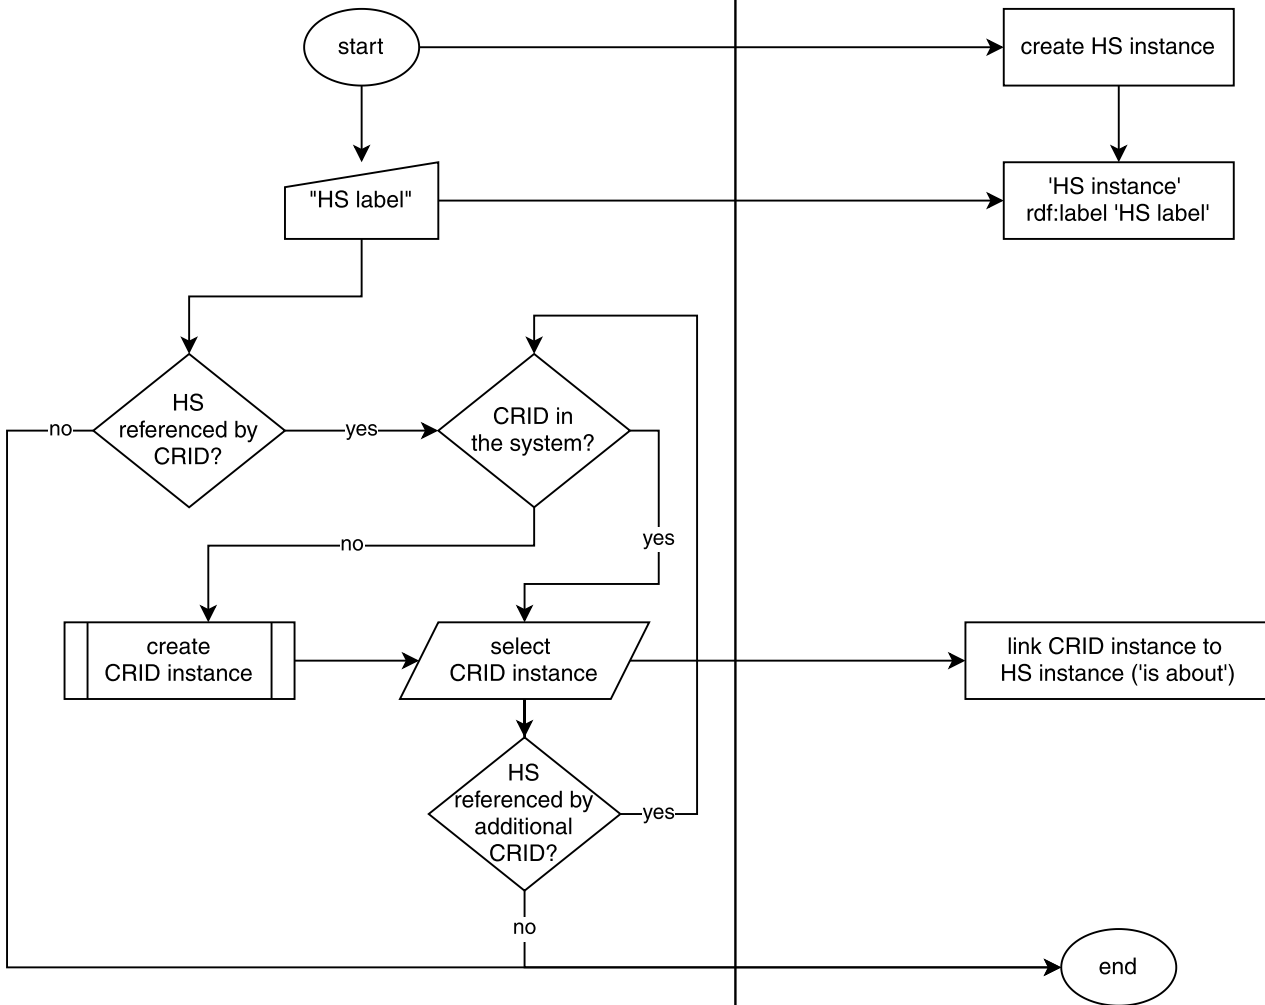 start
create HS instance
"HS label"
'HS instance'
rdf:label 'HS label'
HS
referenced by
CRID?
no
yes
CRID in
the system?
no
yes
create
CRID instance
select
CRID instance
link CRID instance to
HS instance ('is about')
HS
referenced by
additional
CRID?
yes
no
end